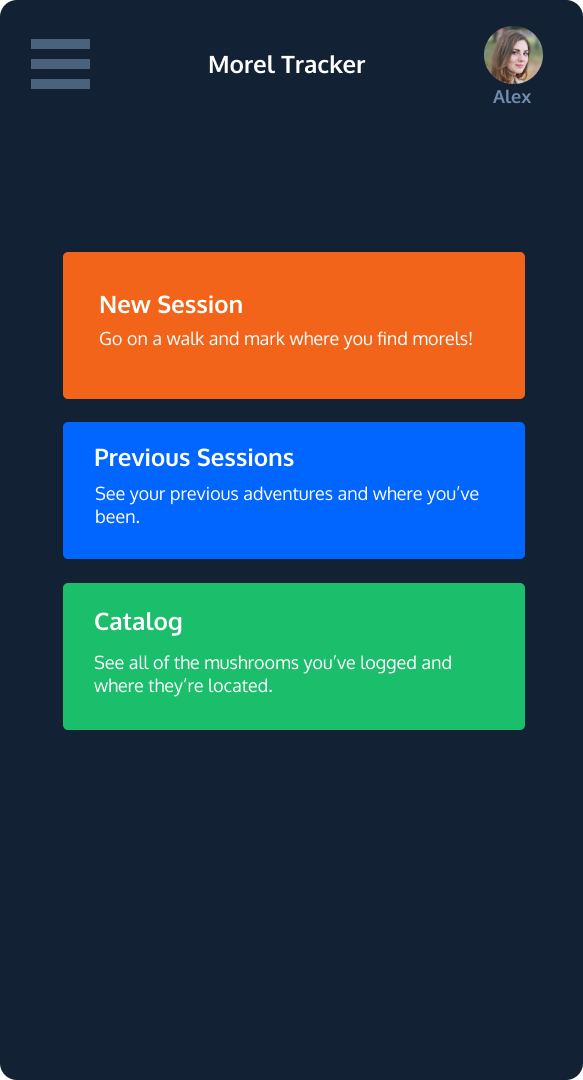 Morel Tracker
Alex
New Session
Go on a walk and mark where you find morels!
Previous Sessions
See your previous adventures and where you’ve
been.
Catalog
See all of the mushrooms you’ve logged and
where they’re located.